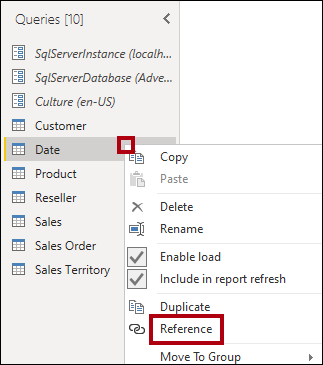 Queries [10]
SqlServerInstance (localh...
SqlServerDatabase (Adve...
Culture (en-US)
Customer
Date
Product
Reseller
Sales
Sales Order
Sales Territory
Copy
Paste
Delete
Rename
Enable load
Include in report refresh
Duplicate
Reference
Move To Group